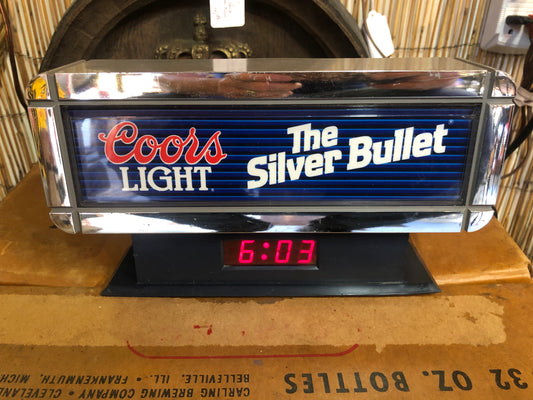 Coors
LIGHT
The
Silver Bullet
6:03
32 OZ. BOTTLES
CARLING BREWING COMPANY • CLEVELAND
BELLEVILLE, ILL. • FRANKENMUTH, MICH